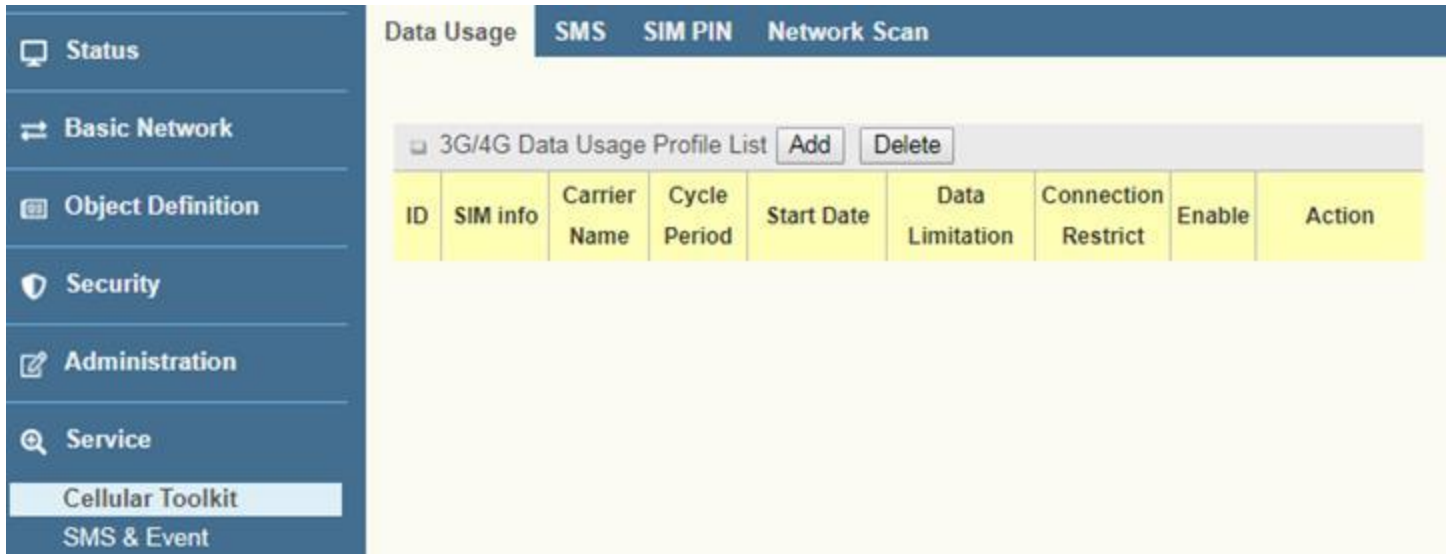 Status
Basic Network
Object Definition
Security
Administration
Service
Cellular Toolkit
SMS & Event
Data Usage SMS SIM PIN Network Scan
3G/4G Data Usage Profile List Add Delete
ID SIM info Carrier Name Cycle Period Start Date Data Limitation Connection Restrict Enable Action